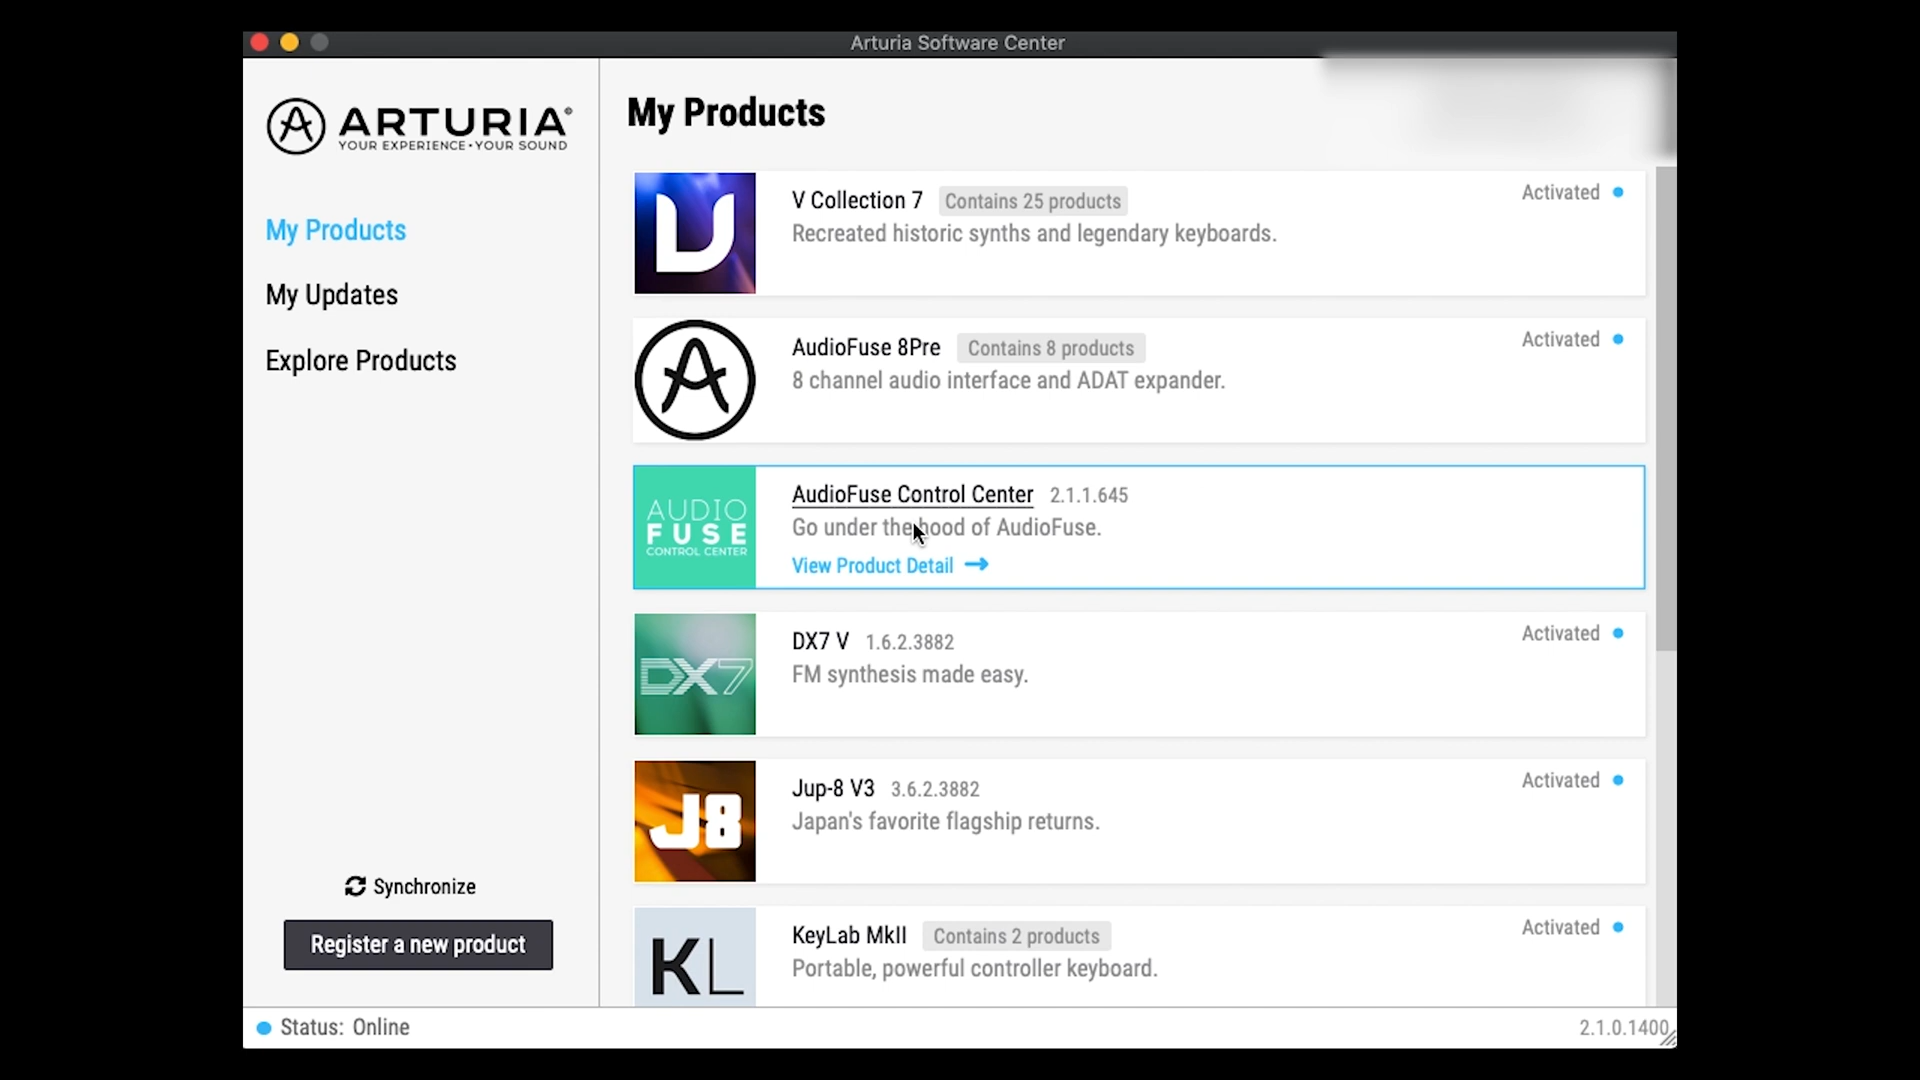 Arturia Software Center
ARTURIA®
YOUR EXPERIENCE•YOUR SOUND
My Products
My Updates
Explore Products
Synchronize
Register a new product
My Products
V Collection 7 Contains 25 products
Activated
Recreated historic synths and legendary keyboards.
AudioFuse 8Pre Contains 8 products
Activated
8 channel audio interface and ADAT expander.
AUDIO
FUSE
CONTROL CENTER
AudioFuse Control Center 2.1.1.645
Go under the hood of AudioFuse.
View Product Detail
DX7
DX7 V 1.6.2.3882
Activated
FM synthesis made easy.
J8
Jup-8 V3 3.6.2.3882
Activated
Japan's favorite flagship returns.
KL
KeyLab MkII Contains 2 products
Activated
Portable, powerful controller keyboard.
Status: Online
2.1.0.1400